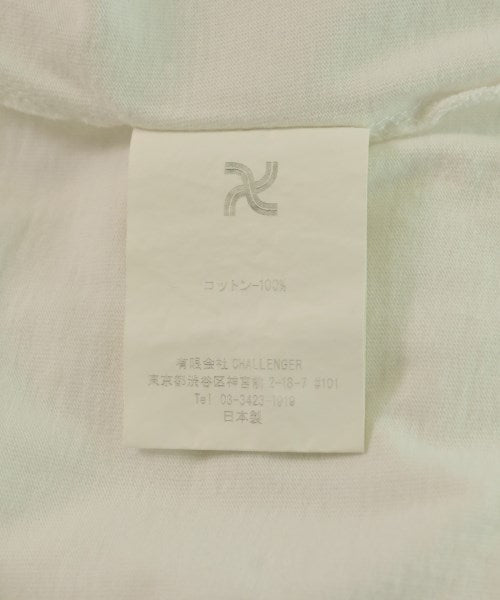 コットン-100%
有限会社 CHALLENGER
東京都渋谷区神宮前 2-18-7 #101
Tel 03-3423-1919
日本製